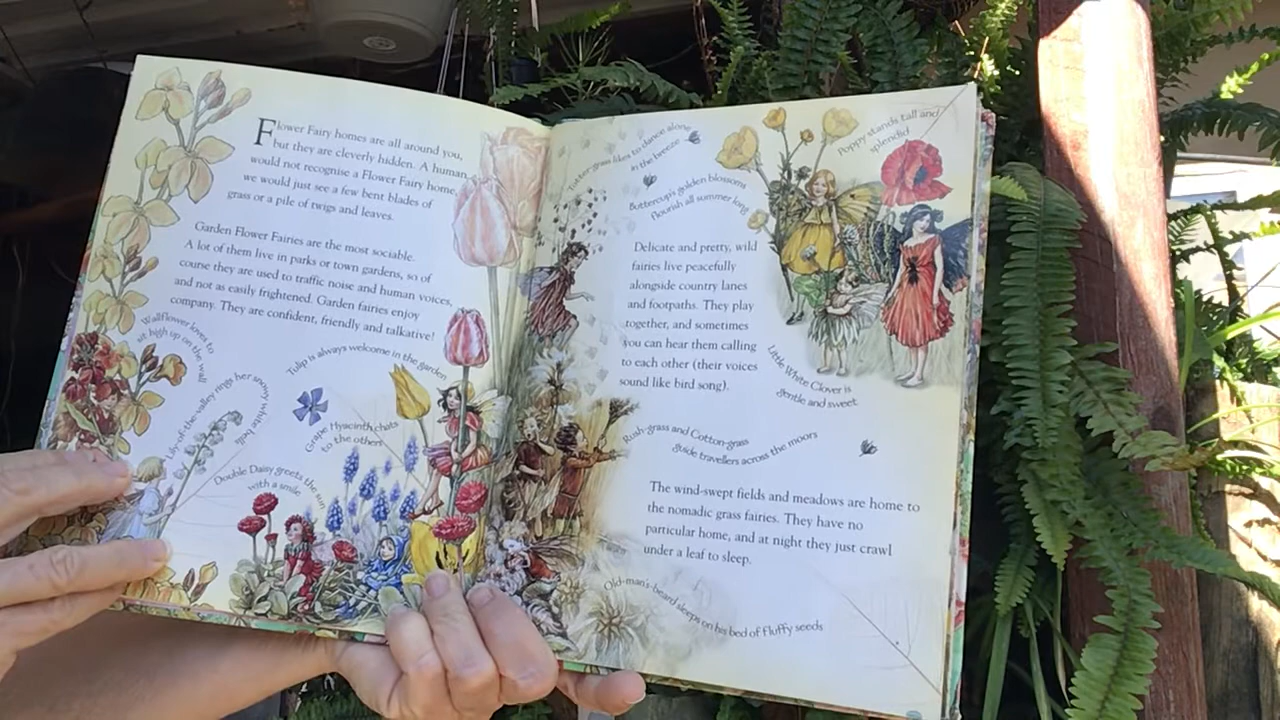 Flower Fairy homes are all around you,
but they are cleverly hidden. A human
would not recognise a Flower Fairy home,
we would just see a few bent blades of
grass or a pile of twigs and leaves.
Garden Flower Fairies are the most sociable.
A lot of them live in parks or town gardens, so of
course they are used to traffic noise and human voices,
and not as easily frightened. Garden fairies enjoy
company. They are confident, friendly and talkative!
Wallflower loves to
sit high up on the wall
Tulip is always welcome in the garden
Lily-of-the-valley rings her snowy white
bells
Grape Hyacinth chats
to the others
Double Daisy greets the sun
with a smile
Totter-grass likes to dance alone
in the breeze
Buttercup's golden blossoms
flourish all summer long
Poppy stands tall and
splendid
Delicate and pretty, wild
fairies live peacefully
alongside country lanes
and footpaths. They play
together, and sometimes
you can hear them calling
to each other (their voices
sound like bird song).
Little White Clover is
gentle and sweet
Rush-grass and Cotton-grass
guide travellers across the moors
The wind-swept fields and meadows are home to
the nomadic grass fairies. They have no
particular home, and at night they just crawl
under a leaf to sleep.
Old-man's-beard sleeps on his bed of fluffy seeds